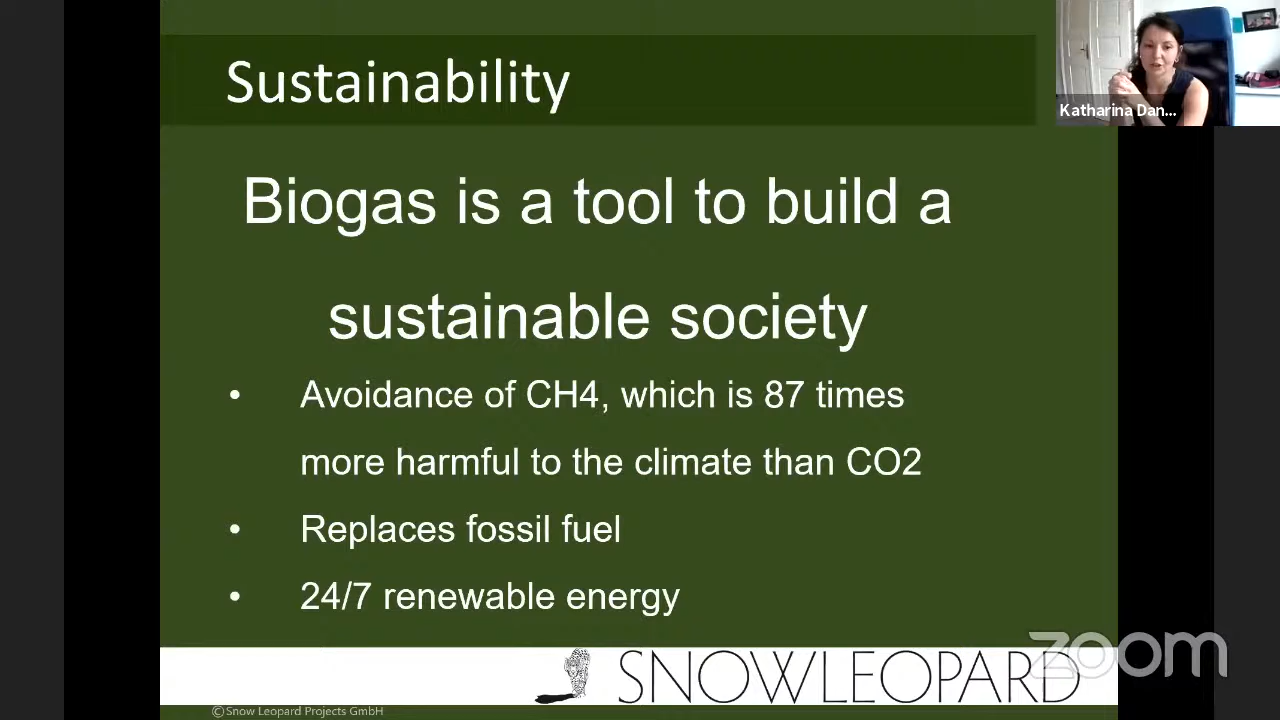 Sustainability
Katharina Dan...
Biogas is a tool to build a
sustainable society
• Avoidance of CH4, which is 87 times
more harmful to the climate than CO2
• Replaces fossil fuel
• 24/7 renewable energy
SNOWLEOPARD
zoom
©Snow Leopard Projects GmbH